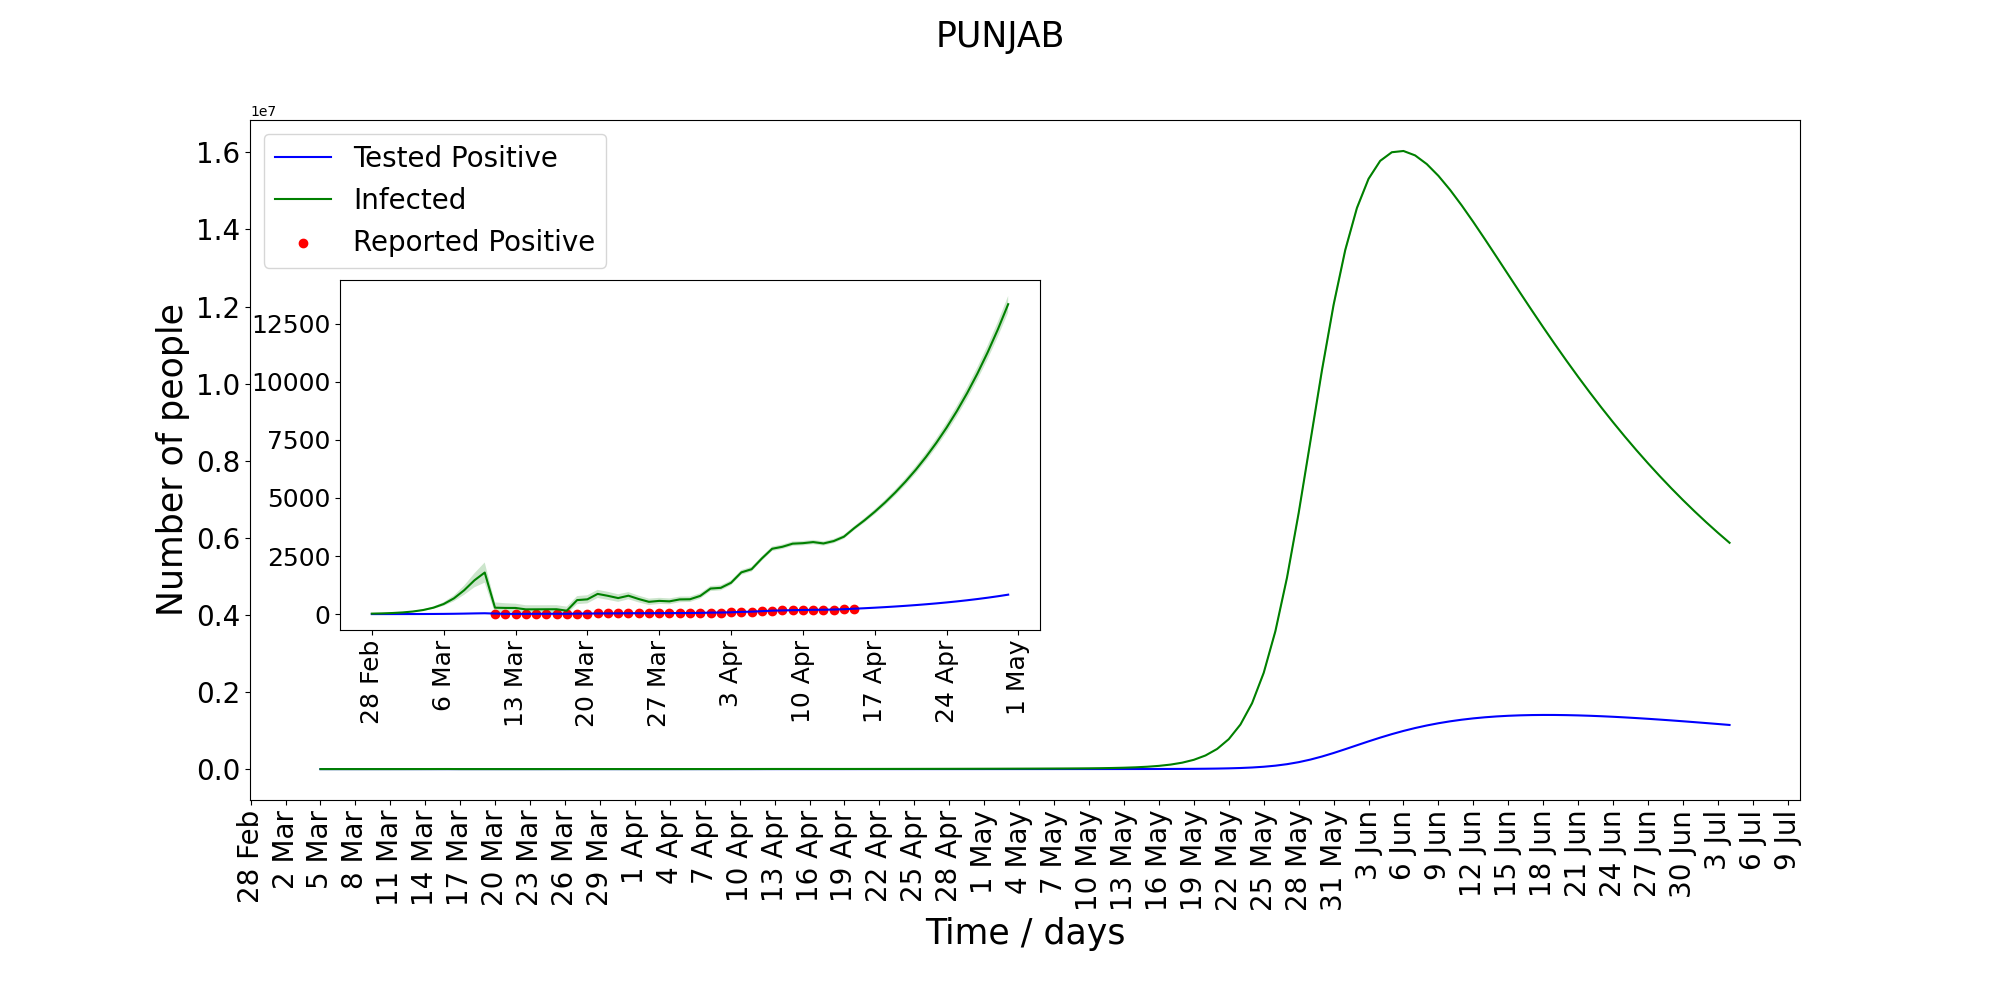 PUNJAB
1e7
Tested Positive
Infected
Reported Positive
1.6
1.4
1.2
1.0
0.8
0.6
0.4
0.2
0.0
Number of people
12500
10000
7500
5000
2500
0
28 Feb
6 Mar
13 Mar
20 Mar
27 Mar
3 Apr
10 Apr
17 Apr
24 Apr
1 May
28 Feb
2 Mar
5 Mar
8 Mar
11 Mar
14 Mar
17 Mar
20 Mar
23 Mar
26 Mar
29 Mar
1 Apr
4 Apr
7 Apr
10 Apr
13 Apr
16 Apr
19 Apr
22 Apr
25 Apr
28 Apr
1 May
4 May
7 May
10 May
13 May
16 May
19 May
22 May
25 May
28 May
31 May
3 Jun
6 Jun
9 Jun
12 Jun
15 Jun
18 Jun
21 Jun
24 Jun
27 Jun
30 Jun
3 Jul
6 Jul
9 Jul
Time / days